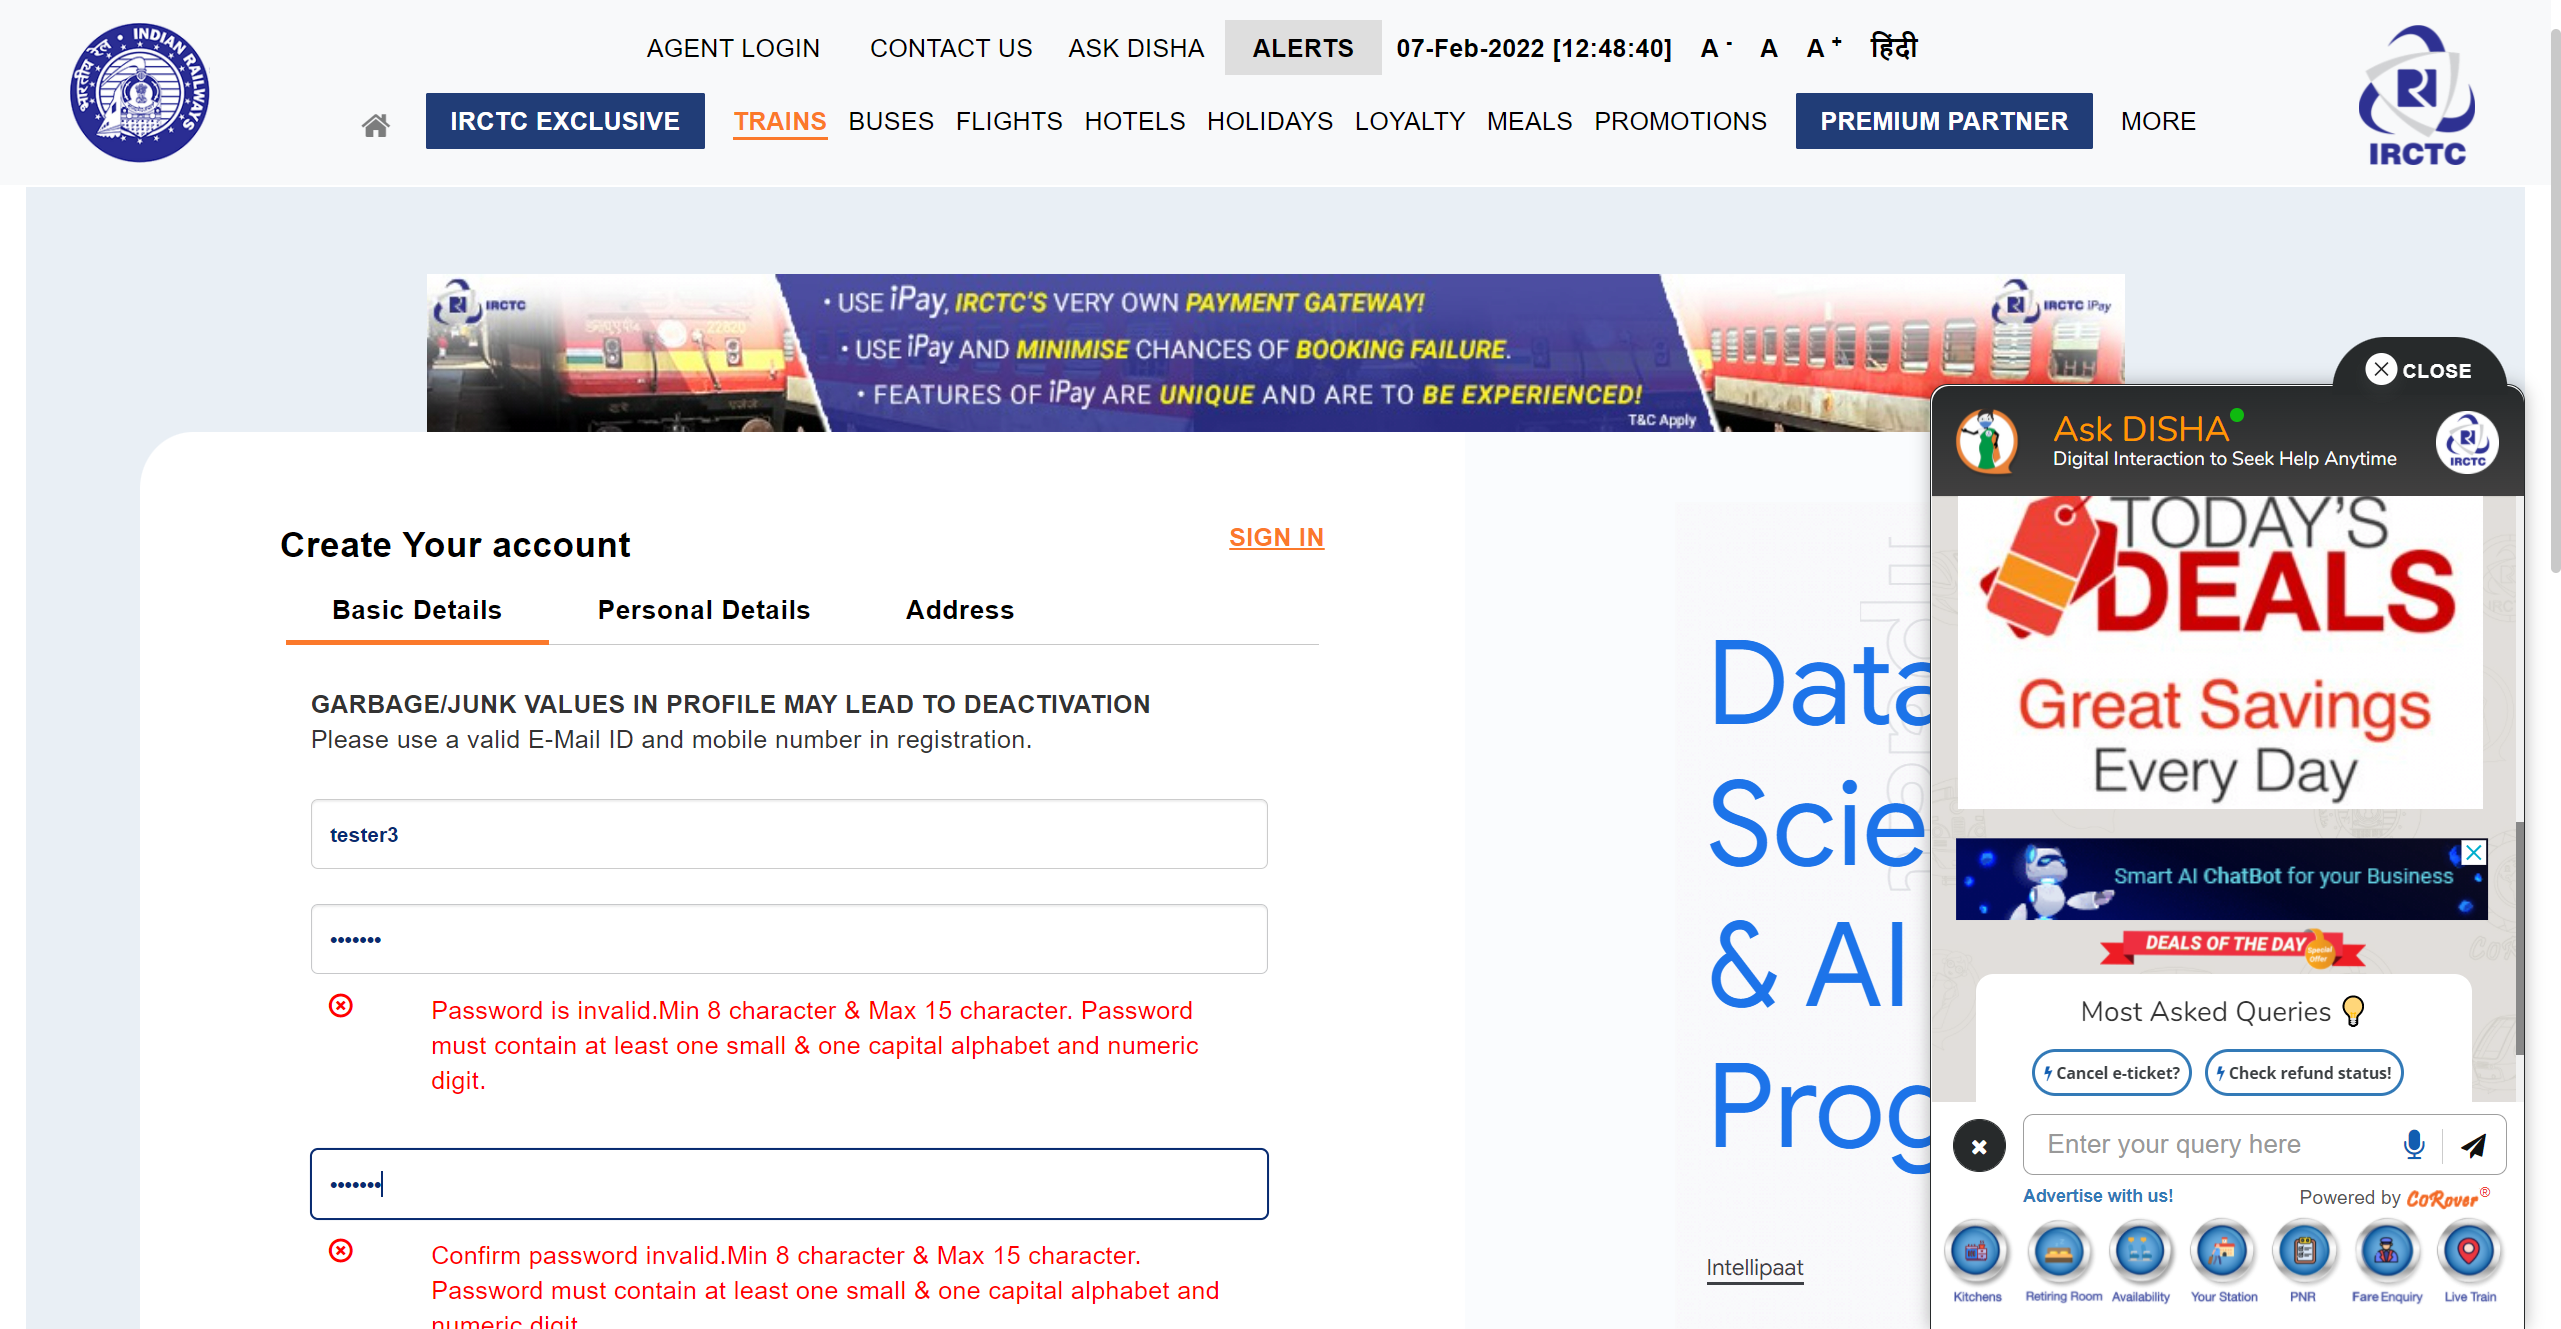 AGENT LOGIN CONTACT US ASK DISHA ALERTS 07-Feb-2022 [12:48:40] A - A A + हिंदी
भारतीय रेल INDIAN RAILWAYS
IRCTC EXCLUSIVE TRAINS BUSES FLIGHTS HOTELS HOLIDAYS LOYALTY MEALS PROMOTIONS PREMIUM PARTNER MORE
IRCTC
IRCTC
• USE iPay, IRCTC'S VERY OWN PAYMENT GATEWAY!
• USE iPay AND MINIMISE CHANCES OF BOOKING FAILURE.
• FEATURES OF iPay ARE UNIQUE AND ARE TO BE EXPERIENCED!
T&C Apply
IRCTC iPay
22820
Create Your account
SIGN IN
Basic Details Personal Details Address
GARBAGE/JUNK VALUES IN PROFILE MAY LEAD TO DEACTIVATION
Please use a valid E-Mail ID and mobile number in registration.
tester3
•••••••
Password is invalid.Min 8 character & Max 15 character. Password
must contain at least one small & one capital alphabet and numeric
digit.
•••••••
Confirm password invalid.Min 8 character & Max 15 character.
Password must contain at least one small & one capital alphabet and
numeric digit
Data
Scie
& AI
Prog
Intellipaat
CLOSE
Ask DISHA
Digital Interaction to Seek Help Anytime
IRCTC
TODAY'S
DEALS
Great Savings
Every Day
Smart AI ChatBot for your Business
DEALS OF THE DAY
Special
Offer
Most Asked Queries
Cancel e-ticket? Check refund status!
Enter your query here
Advertise with us! Powered by CoRover®
Kitchens Retiring Room Availability Your Station PNR Fare Enquiry Live Train